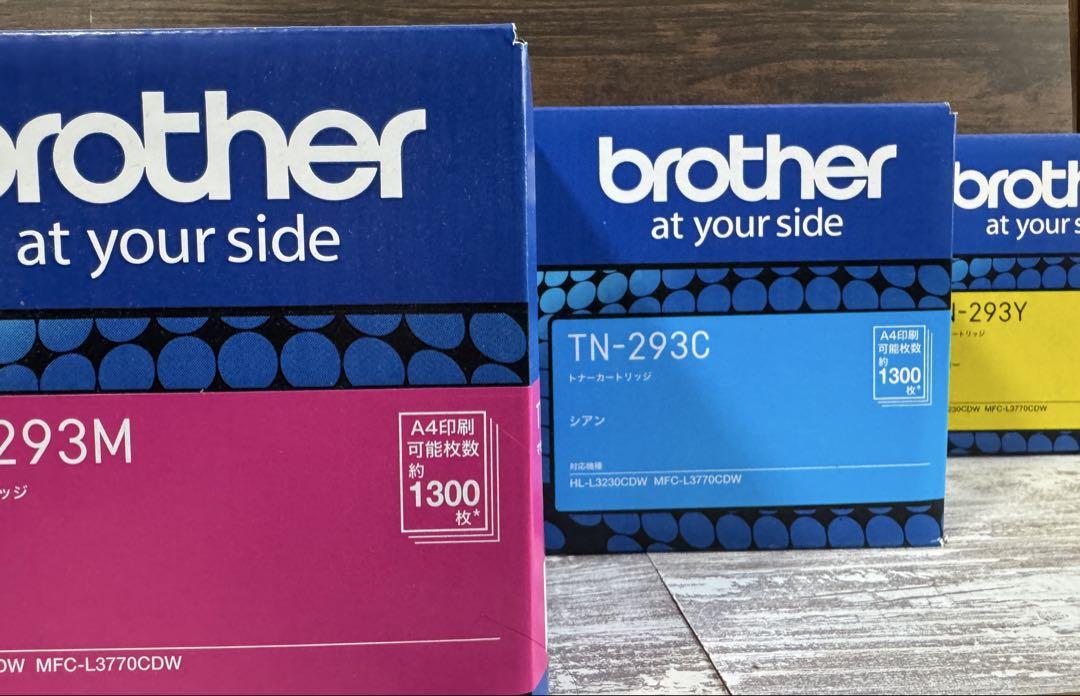 brother
at your side
293M
ッジ
A4印刷
可能枚数
約
1300
枚*
DW MFC-L3770CDW
brother
at your side
TN-293C
トナーカートリッジ
シアン
A4印刷
可能枚数
約
1300
枚*
対応機種
HL-L3230CDW MFC-L3770CDW
broth
at your s
N-293Y
ートリッジ
ー
230CDW MFC-L3770CDW